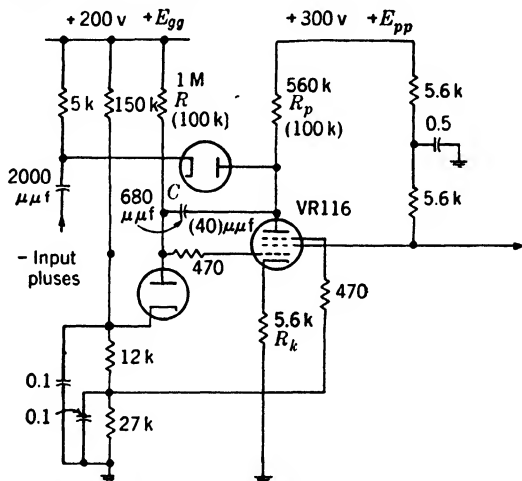 +200 v +E_gg
+300 v +E_pp
5 k
150 k
1 M
R
(100 k)
560 k
R_p
(100 k)
5.6 k
0.5
5.6 k
2000
μμf
C
680
μμf
(40) μμf
VR116
– Input
pluses
470
470
5.6 k
R_k
12 k
0.1
0.1
27 k